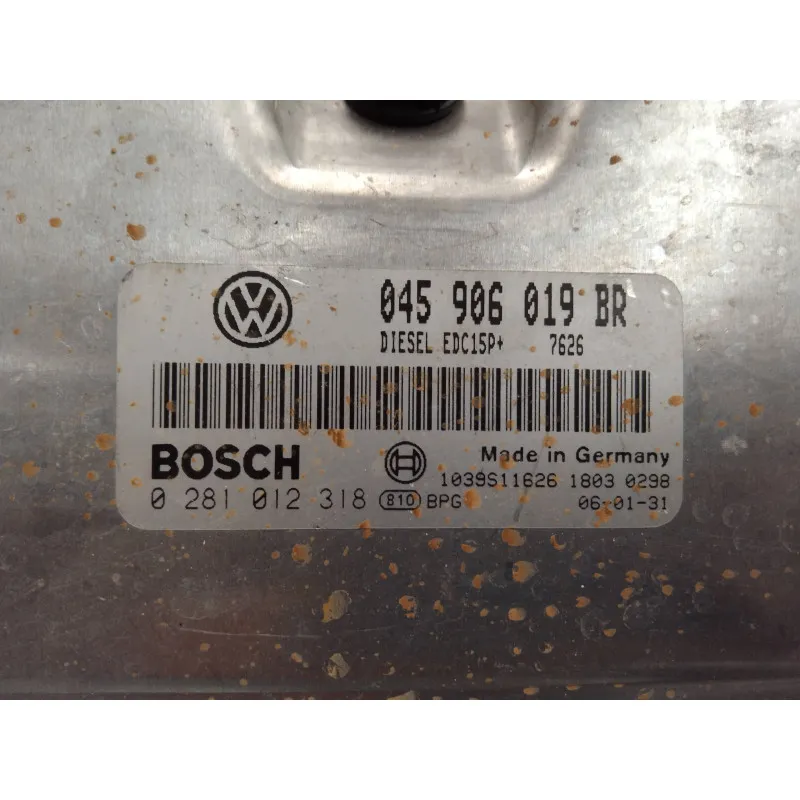 VW 045 906 019 BR
DIESEL EDC15P+ 7626
BOSCH Made in Germany
1039S11626 1803 0298
0 281 012 318 810 BPG 06-01-31